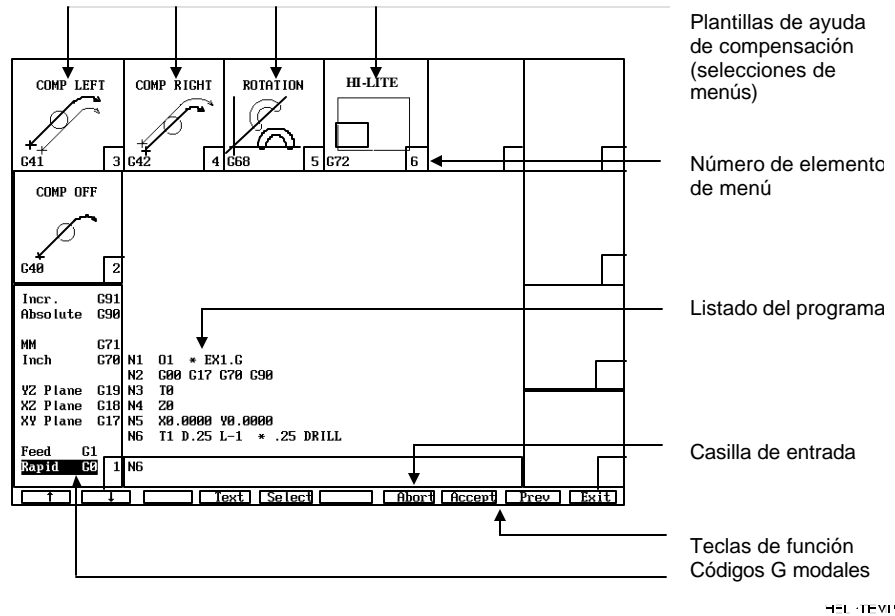 Plantillas de ayuda
de compensación
(selecciones de
menús)
COMP LEFT
COMP RIGHT
ROTATION
HI-LITE
G41 3
G42 4
G68 5
G72 6
Número de elemento
de menú
COMP OFF
G40 2
Incr. G91
Absolute G90
MM G71
Inch G70
YZ Plane G19
XZ Plane G18
XY Plane G17
Feed G1
Rapid G0 1
Listado del programa
N1 O1 * EX1.G
N2 G00 G17 G70 G90
N3 T0
N4 Z0
N5 X0.0000 Y0.0000
N6 T1 D.25 L-1 * .25 DRILL
N6
Casilla de entrada
↑ ↓ Text Select Abort Accept Prev Exit
Teclas de función
Códigos G modales